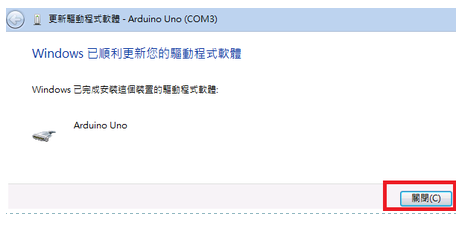 更新驅動程式軟體 - Arduino Uno (COM3)
Windows 已順利更新您的驅動程式軟體
Windows 已完成安裝這個裝置的驅動程式軟體:
Arduino Uno
關閉(C)